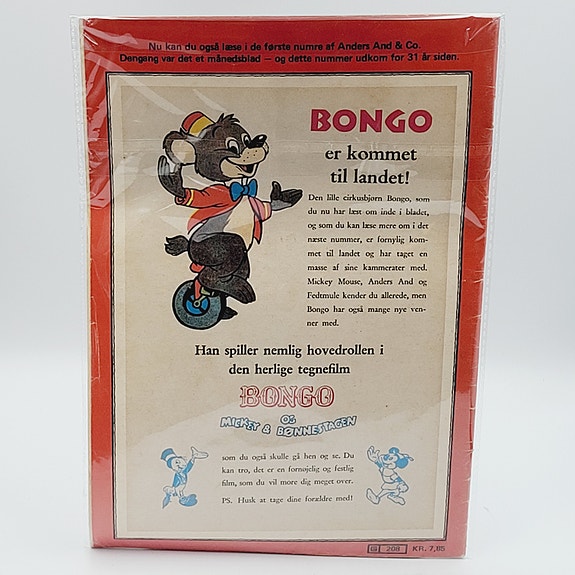 Nu kan du også læse i de første numre af Anders And & Co.
Dengang var det et månedsblad — og dette nummer udkom for 31 år siden.
BONGO
er kommet
til landet!
Den lille cirkusbjørn Bongo, som
du nu har læst om inde i bladet,
og som du kan læse mere om i det
næste nummer, er fornylig kom-
met til landet og har taget en
masse af sine kammerater med.
Mickey Mouse, Anders And og
Fedtmule kender du allerede, men
Bongo har også mange nye ven-
ner med.
Han spiller nemlig hovedrollen i
den herlige tegnefilm
BONGO
OG
MICKEY & BØNNESTAGEN
som du også skulle gå hen og se. Du
kan tro, det er en fornøjelig og festlig
film, som du vil more dig meget over.
PS. Husk at tage dine forældre med!
G 208 KR. 7,85